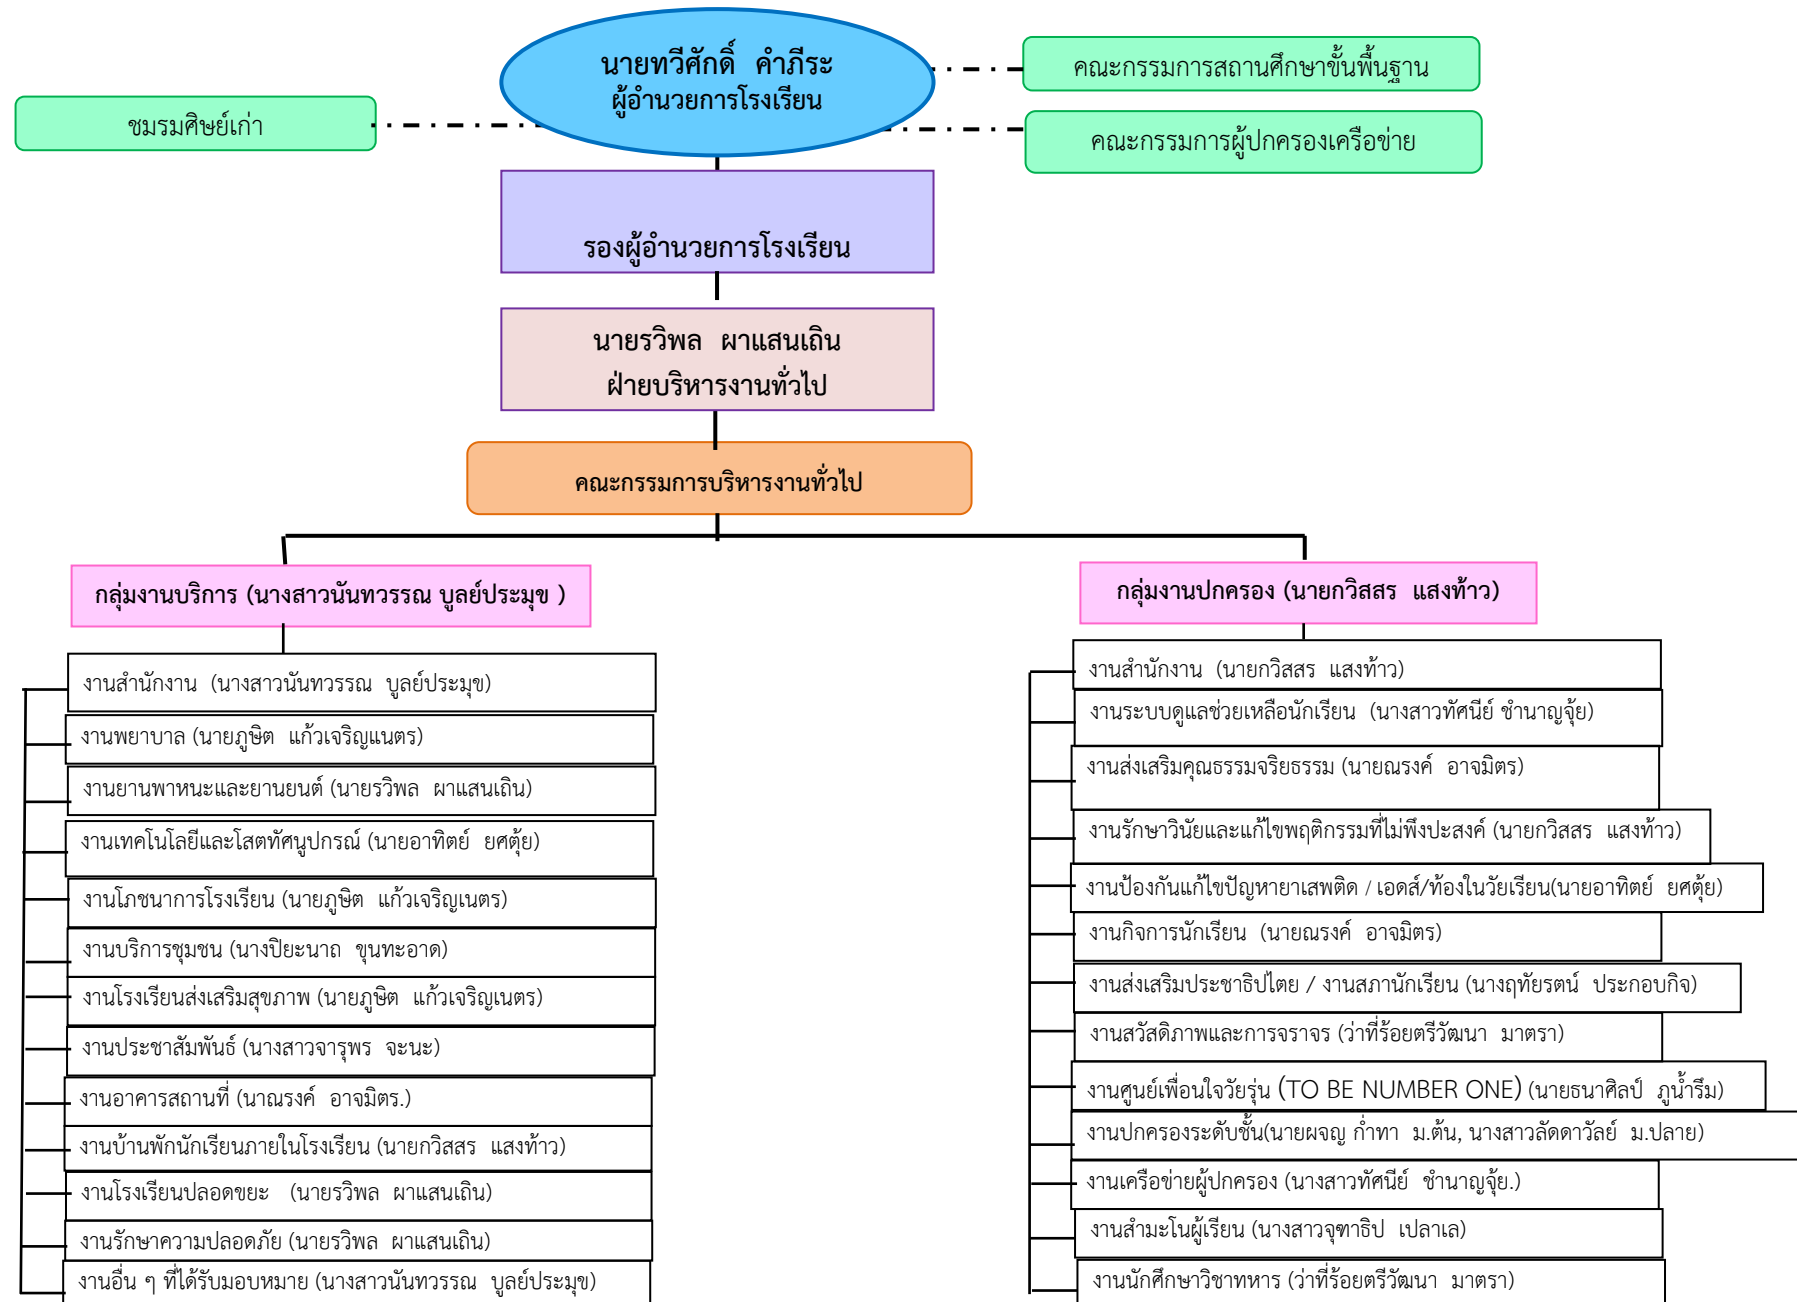 นายทวีศักดิ์ คำภีระ
ผู้อำนวยการโรงเรียน
คณะกรรมการสถานศึกษาขั้นพื้นฐาน
ชมรมศิษย์เก่า
คณะกรรมการผู้ปกครองเครือข่าย
รองผู้อำนวยการโรงเรียน
นายรวิพล ผาแสนเถิน
ฝ่ายบริหารงานทั่วไป
คณะกรรมการบริหารงานทั่วไป
กลุ่มงานบริการ (นางสาวนันทวรรณ บูลย์ประมุข )
งานสำนักงาน (นางสาวนันทวรรณ บูลย์ประมุข)
งานพยาบาล (นายภูษิต แก้วเจริญแนตร)
งานยานพาหนะและยานยนต์ (นายรวิพล ผาแสนเถิน)
งานเทคโนโลยีและโสตทัศนูปกรณ์ (นายอาทิตย์ ยศตุ้ย)
งานโภชนาการโรงเรียน (นายภูษิต แก้วเจริญเนตร)
งานบริการชุมชน (นางปิยะนาถ ขุนทะอาด)
งานโรงเรียนส่งเสริมสุขภาพ (นายภูษิต แก้วเจริญเนตร)
งานประชาสัมพันธ์ (นางสาวจารุพร จะนะ)
งานอาคารสถานที่ (นาณรงค์ อาจมิตร.)
งานบ้านพักนักเรียนภายในโรงเรียน (นายกวิสสร แสงท้าว)
งานโรงเรียนปลอดขยะ (นายรวิพล ผาแสนเถิน)
งานรักษาความปลอดภัย (นายรวิพล ผาแสนเถิน)
งานอื่น ๆ ที่ได้รับมอบหมาย (นางสาวนันทวรรณ บูลย์ประมุข)
กลุ่มงานปกครอง (นายกวิสสร แสงท้าว)
งานสำนักงาน (นายกวิสสร แสงท้าว)
งานระบบดูแลช่วยเหลือนักเรียน (นางสาวทัศนีย์ ชำนาญจุ้ย)
งานส่งเสริมคุณธรรมจริยธรรม (นายณรงค์ อาจมิตร)
งานรักษาวินัยและแก้ไขพฤติกรรมที่ไม่พึงปะสงค์ (นายกวิสสร แสงท้าว)
งานป้องกันแก้ไขปัญหายาเสพติด / เอดส์/ท้องในวัยเรียน(นายอาทิตย์ ยศตุ้ย)
งานกิจการนักเรียน (นายณรงค์ อาจมิตร)
งานส่งเสริมประชาธิปไตย / งานสภานักเรียน (นางฤทัยรตน์ ประกอบกิจ)
งานสวัสดิภาพและการจราจร (ว่าที่ร้อยตรีวัฒนา มาตรา)
งานศูนย์เพื่อนใจวัยรุ่น (TO BE NUMBER ONE) (นายธนาศิลป์ ภูน้ำรึม)
งานปกครองระดับชั้น(นายผจญ ก่ำทา ม.ต้น, นางสาวลัดดาวัลย์ ม.ปลาย)
งานเครือข่ายผู้ปกครอง (นางสาวทัศนีย์ ชำนาญจุ้ย.)
งานสำมะโนผู้เรียน (นางสาวจุฑาธิป เปลาเล)
งานนักศึกษาวิชาทหาร (ว่าที่ร้อยตรีวัฒนา มาตรา)